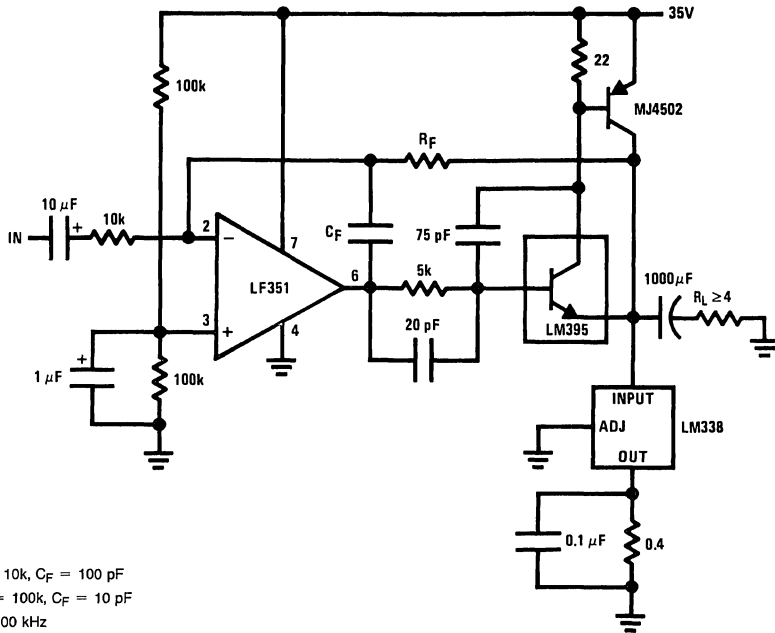 35V
100k
22
MJ4502
RF
10 μF
+
10k
IN
2
−
7
CF
75 pF
LF351
6
5k
1000μF
RL ≥4
3
+
4
LM395
20 pF
+
1 μF
100k
INPUT
ADJ
LM338
OUT
0.1 μF
0.4
10k, CF = 100 pF
= 100k, CF = 10 pF
00 kHz